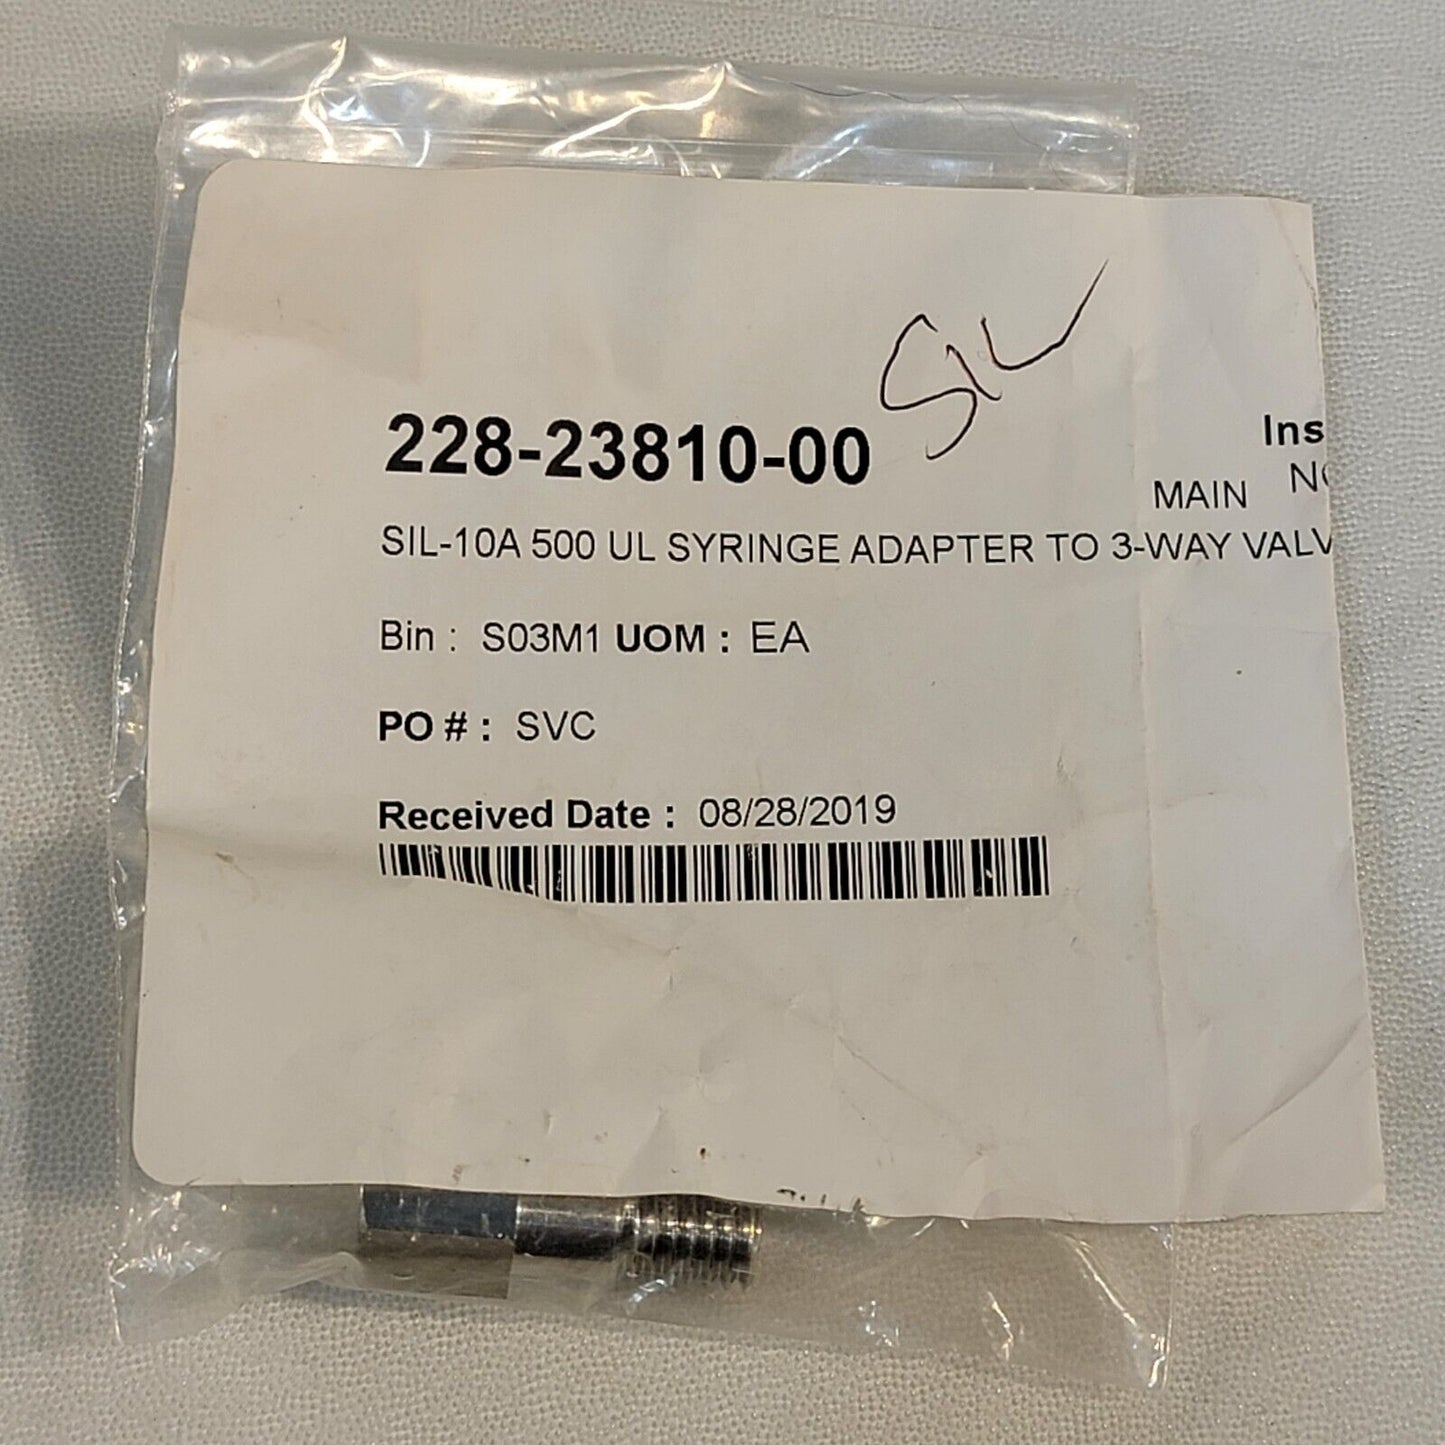 SIL
228-23810-00
Ins
MAIN
SIL-10A 500 UL SYRINGE ADAPTER TO 3-WAY VALV
Bin : S03M1 UOM : EA
PO # : SVC
Received Date : 08/28/2019